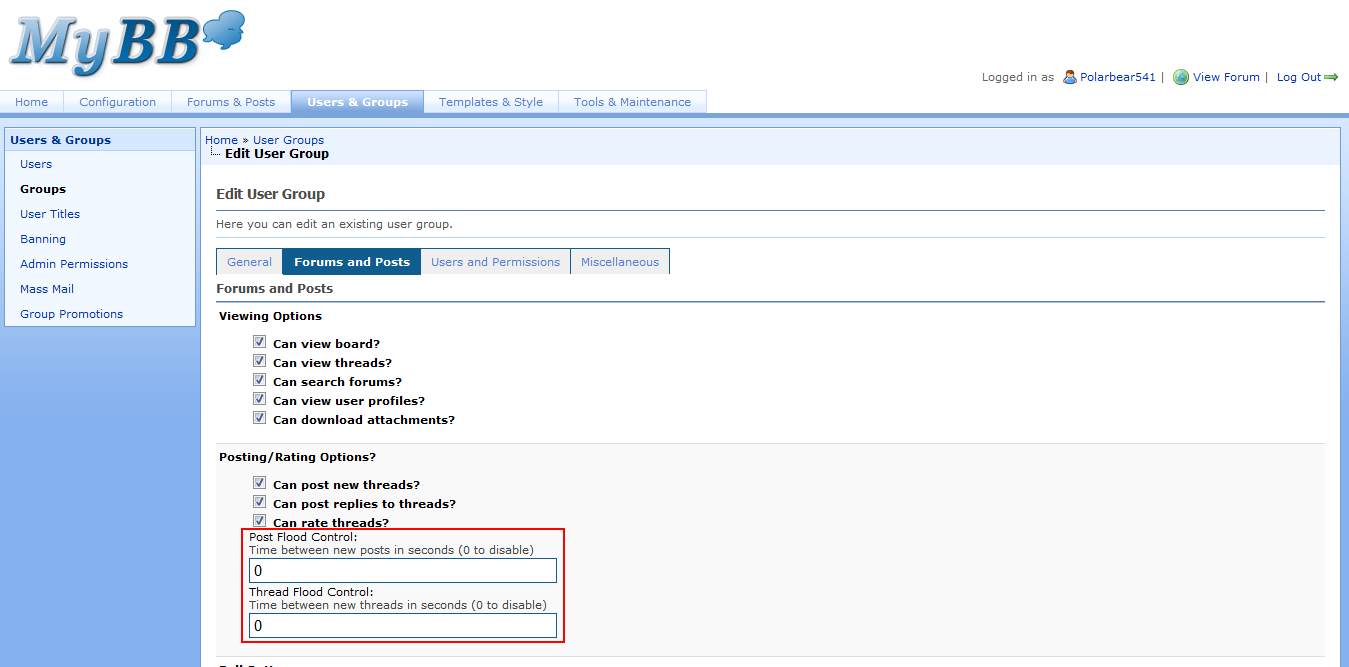 MyBB
Logged in as Polarbear541 | View Forum | Log Out
Home Configuration Forums & Posts Users & Groups Templates & Style Tools & Maintenance
Users & Groups
Users
Groups
User Titles
Banning
Admin Permissions
Mass Mail
Group Promotions
Home » User Groups
Edit User Group
Edit User Group
Here you can edit an existing user group.
General Forums and Posts Users and Permissions Miscellaneous
Forums and Posts
Viewing Options
Can view board?
Can view threads?
Can search forums?
Can view user profiles?
Can download attachments?
Posting/Rating Options?
Can post new threads?
Can post replies to threads?
Can rate threads?
Post Flood Control:
Time between new posts in seconds (0 to disable)
0
Thread Flood Control:
Time between new threads in seconds (0 to disable)
0